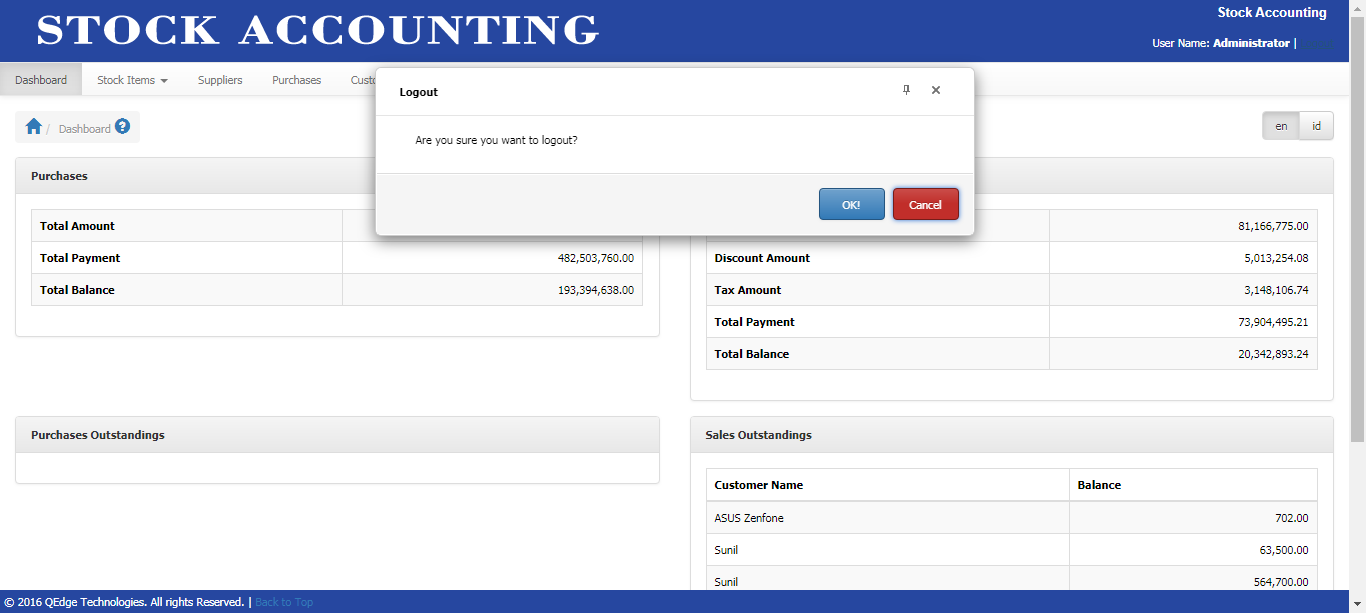 STOCK ACCOUNTING
Stock Accounting
User Name: Administrator |
Dashboard Stock Items Suppliers Purchases
Logout
Are you sure you want to logout?
OK! Cancel
/ Dashboard ?
en id
Purchases
Total Amount
Total Payment 482,503,760.00
Total Balance 193,394,638.00
81,166,775.00
Discount Amount 5,013,254.08
Tax Amount 3,148,106.74
Total Payment 73,904,495.21
Total Balance 20,342,893.24
Purchases Outstandings
Sales Outstandings
Customer Name Balance
ASUS Zenfone 702.00
Sunil 63,500.00
Sunil 564,700.00
© 2016 QEdge Technologies. All rights Reserved. | Back to Top